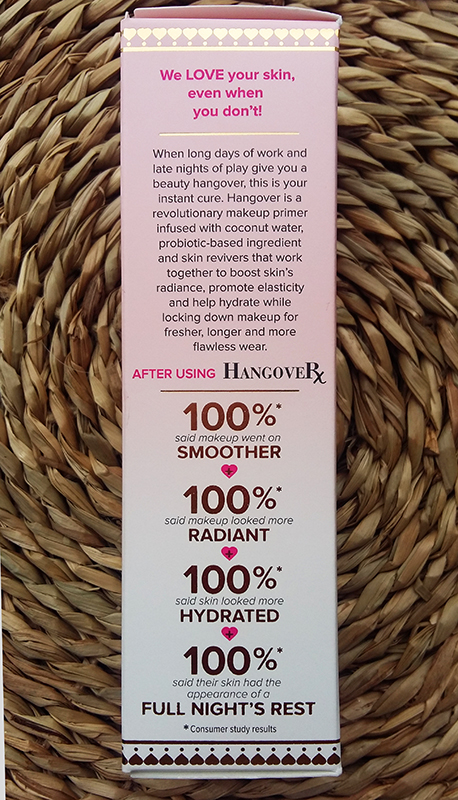 We LOVE your skin,
even when
you don't!
When long days of work and
late nights of play give you a
beauty hangover, this is your
instant cure. Hangover is a
revolutionary makeup primer
infused with coconut water,
probiotic-based ingredient
and skin revivers that work
together to boost skin's
radiance, promote elasticity
and help hydrate while
locking down makeup for
fresher, longer and more
flawless wear.
AFTER USING HANGOVERX
100%*
said makeup went on
SMOOTHER
+
100%*
said makeup looked more
RADIANT
+
100%*
said skin looked more
HYDRATED
+
100%*
said their skin had the
appearance of a
FULL NIGHT'S REST
* Consumer study results